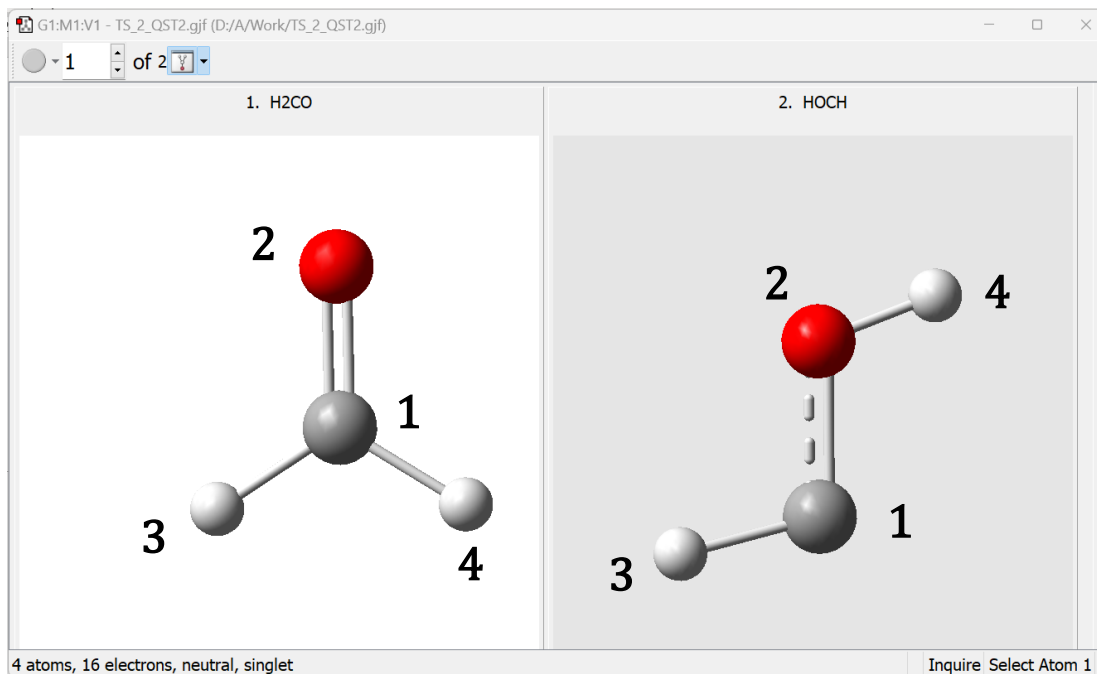 G1:M1:V1 - TS_2_QST2.gjf (D:/A/Work/TS_2_QST2.gjf)
1 of 2
1. H2CO
2. HOCH
2
1
3
4
2
4
1
3
4 atoms, 16 electrons, neutral, singlet
Inquire Select Atom 1